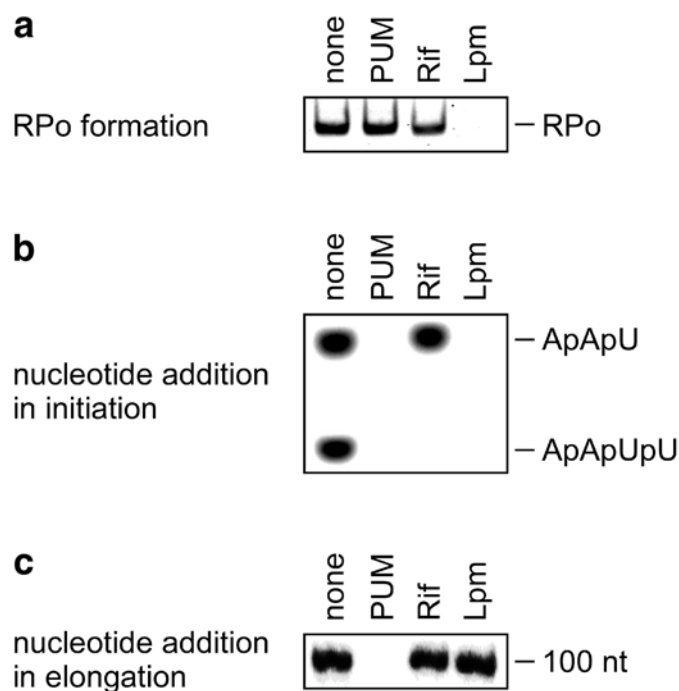 a
none PUM Rif Lpm
RPo formation
RPo
b
none PUM Rif Lpm
ApApU
nucleotide addition
in initiation
ApApUpU
c
none PUM Rif Lpm
nucleotide addition
in elongation
100 nt